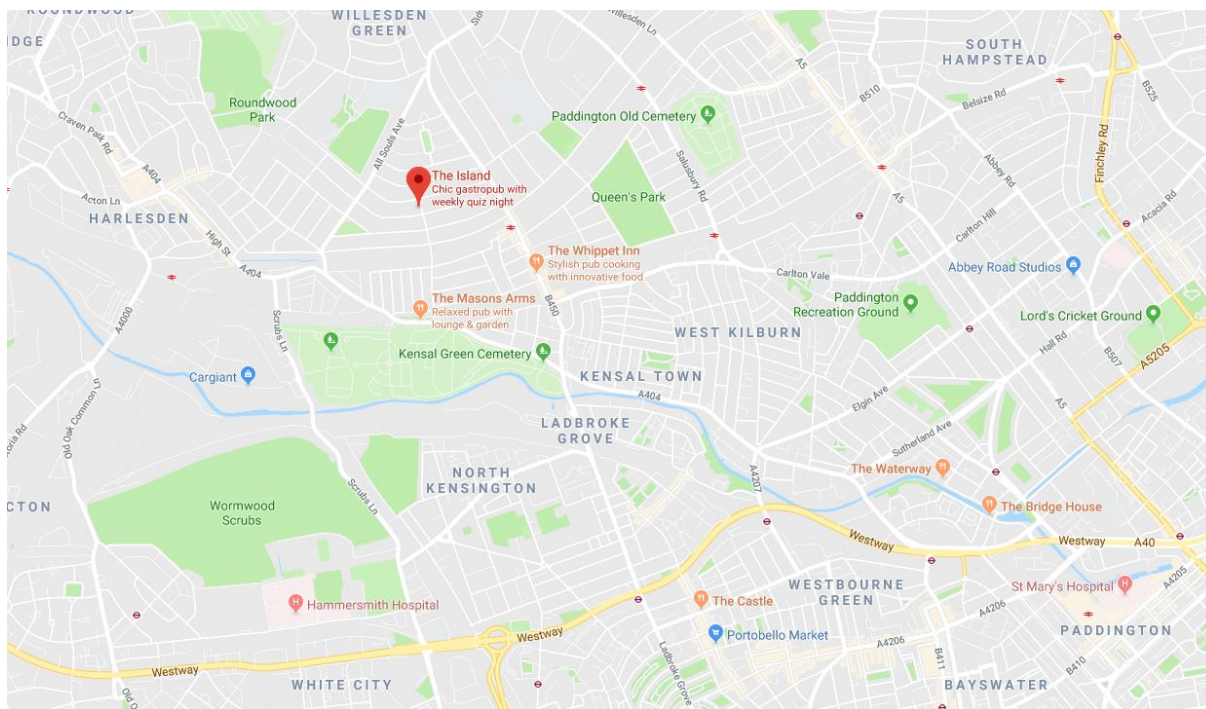 ROUNDWOOD
WILLESDEN
GREEN
Willesden Ln
A5
SOUTH
HAMPSTEAD
B525
Craven Park Rd
Roundwood
Park
All Souls Ave
Paddington Old Cemetery
B510
Belsize Rd
Finchley Rd
A404
The Island
Chic gastropub with
weekly quiz night
Salusbury Rd
Abbey Rd
Acton Ln
HARLESDEN
High St
Queen's Park
A5
Carlton Hill
Acacia Rd
A404
The Whippet Inn
Stylish pub cooking
with innovative food
Carlton Vale
Abbey Road Studios
The Masons Arms
Relaxed pub with
lounge & garden
B450
Paddington
Recreation Ground
Lord's Cricket Ground
A4000
Scrubs Ln
WEST KILBURN
Hall Rd
B507
A5205
Kensal Green Cemetery
Cargiant
KENSAL TOWN
A404
Elgin Ave
A5
Old Oak Common Ln
LADBROKE
GROVE
Sutherland Ave
NORTH
KENSINGTON
A4207
The Waterway
Wormwood
Scrubs
Scrubs Ln
The Bridge House
Westway
Westway
A40
Hammersmith Hospital
The Castle
WESTBOURNE
GREEN
St Mary's Hospital
A4205
A4206
Westway
Portobello Market
A4206
PADDINGTON
Westway
WHITE CITY
Ladbroke Grove
B411
BAYSWATER
B410